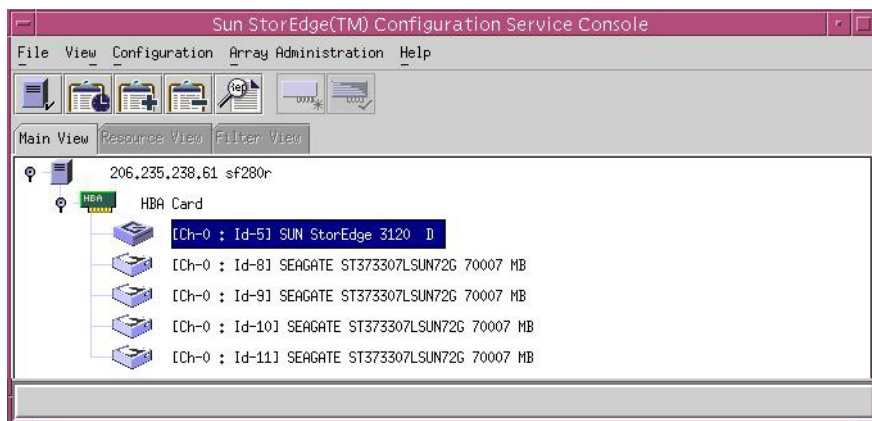 Sun StorEdge(TM) Configuration Service Console
File View Configuration Array Administration Help
Main View Resource View Filter View
206.235.238.61 sf280r
HBA HBA Card
[Ch-0 : Id-5] SUN StorEdge 3120 D
[Ch-0 : Id-8] SEAGATE ST373307LSUN72G 70007 MB
[Ch-0 : Id-9] SEAGATE ST373307LSUN72G 70007 MB
[Ch-0 : Id-10] SEAGATE ST373307LSUN72G 70007 MB
[Ch-0 : Id-11] SEAGATE ST373307LSUN72G 70007 MB